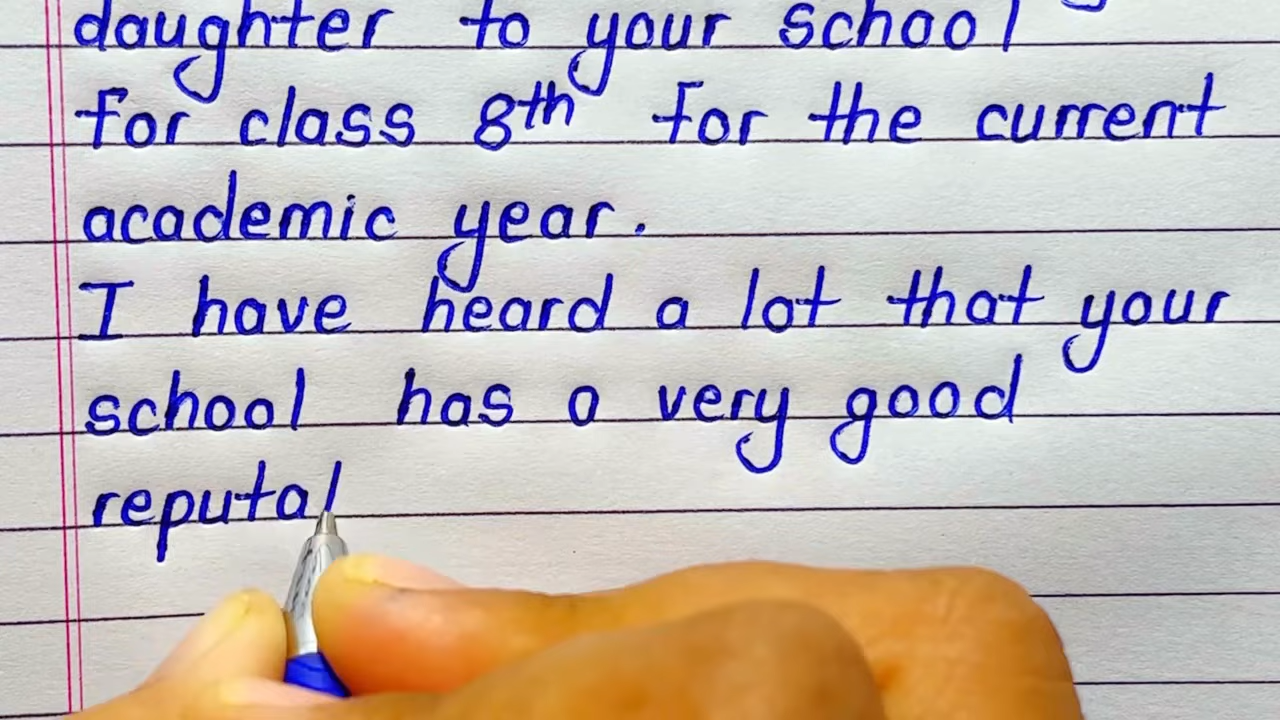 daughter to your school
for class 8th for the current
academic year.
I have heard a lot that your
school has a very good
reputal